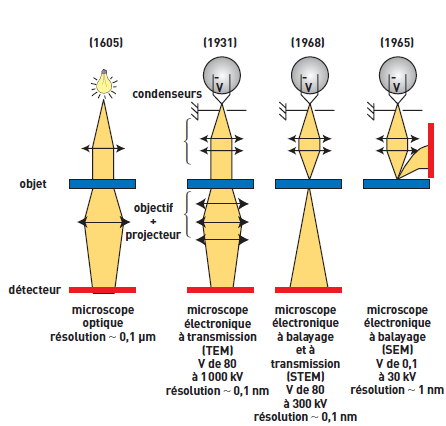 (1605)
(1931)
(1968)
(1965)
V
V
V
condenseurs
objet
objectif
+
projecteur
détecteur
microscope
optique
résolution ~ 0,1 µm
microscope
électronique
à transmission
(TEM)
V de 80
à 1 000 kV
résolution ~ 0,1 nm
microscope
électronique
à balayage
et à
transmission
(STEM)
V de 80
à 300 kV
résolution ~ 0,1 nm
microscope
électronique
à balayage
(SEM)
V de 0,1
à 30 kV
résolution ~ 1 nm